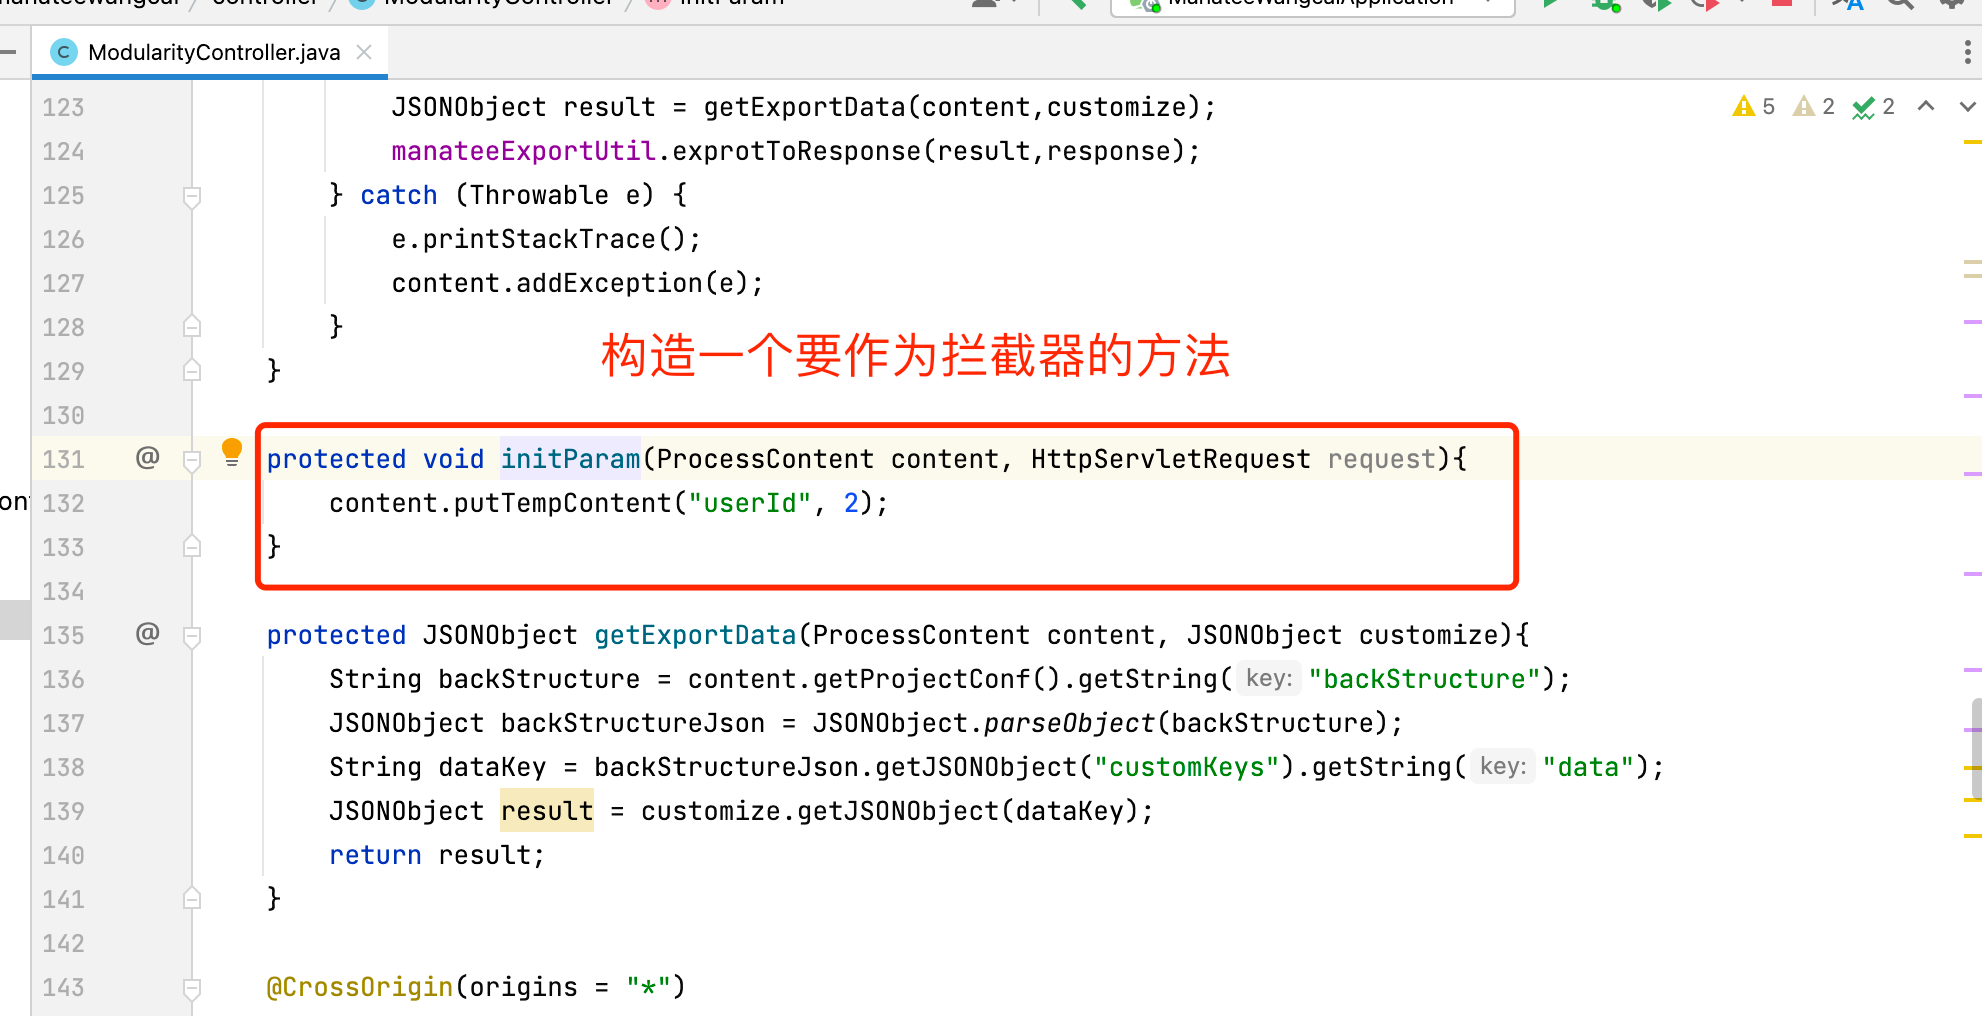 controller / ModularityController / initParam ManateeWangcaiApplication
ModularityController.java
123 JSONObject result = getExportData(content,customize); 5 2 2
124 manateeExportUtil.exprotToResponse(result,response);
125 } catch (Throwable e) {
126 e.printStackTrace();
127 content.addException(e);
128 }
构造一个要作为拦截器的方法
129 }
130
131 @ protected void initParam(ProcessContent content, HttpServletRequest request){
132 content.putTempContent("userId", 2);
133 }
134
135 @ protected JSONObject getExportData(ProcessContent content, JSONObject customize){
136 String backStructure = content.getProjectConf().getString( key: "backStructure");
137 JSONObject backStructureJson = JSONObject.parseObject(backStructure);
138 String dataKey = backStructureJson.getJSONObject("customKeys").getString( key: "data");
139 JSONObject result = customize.getJSONObject(dataKey);
140 return result;
141 }
142
143 @CrossOrigin(origins = "*")